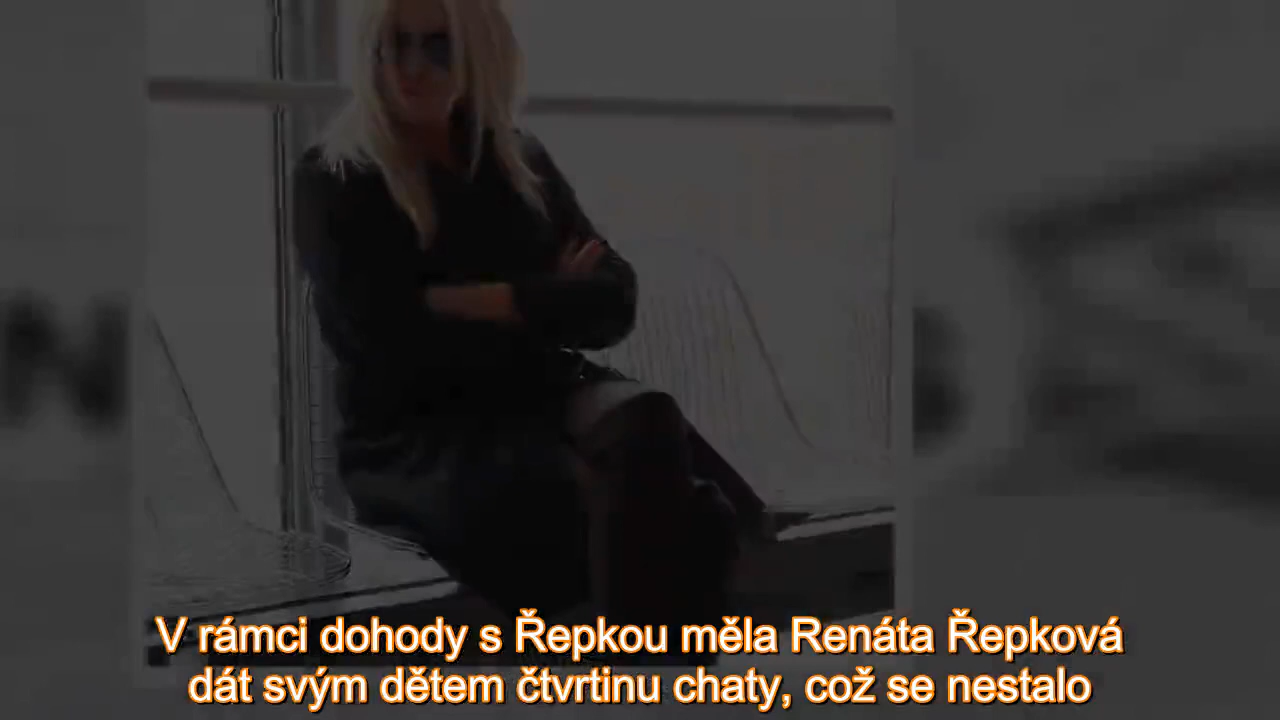 V rámci dohody s Řepkou měla Renáta Řepková
dát svým dětem čtvrtinu chaty, což se nestalo